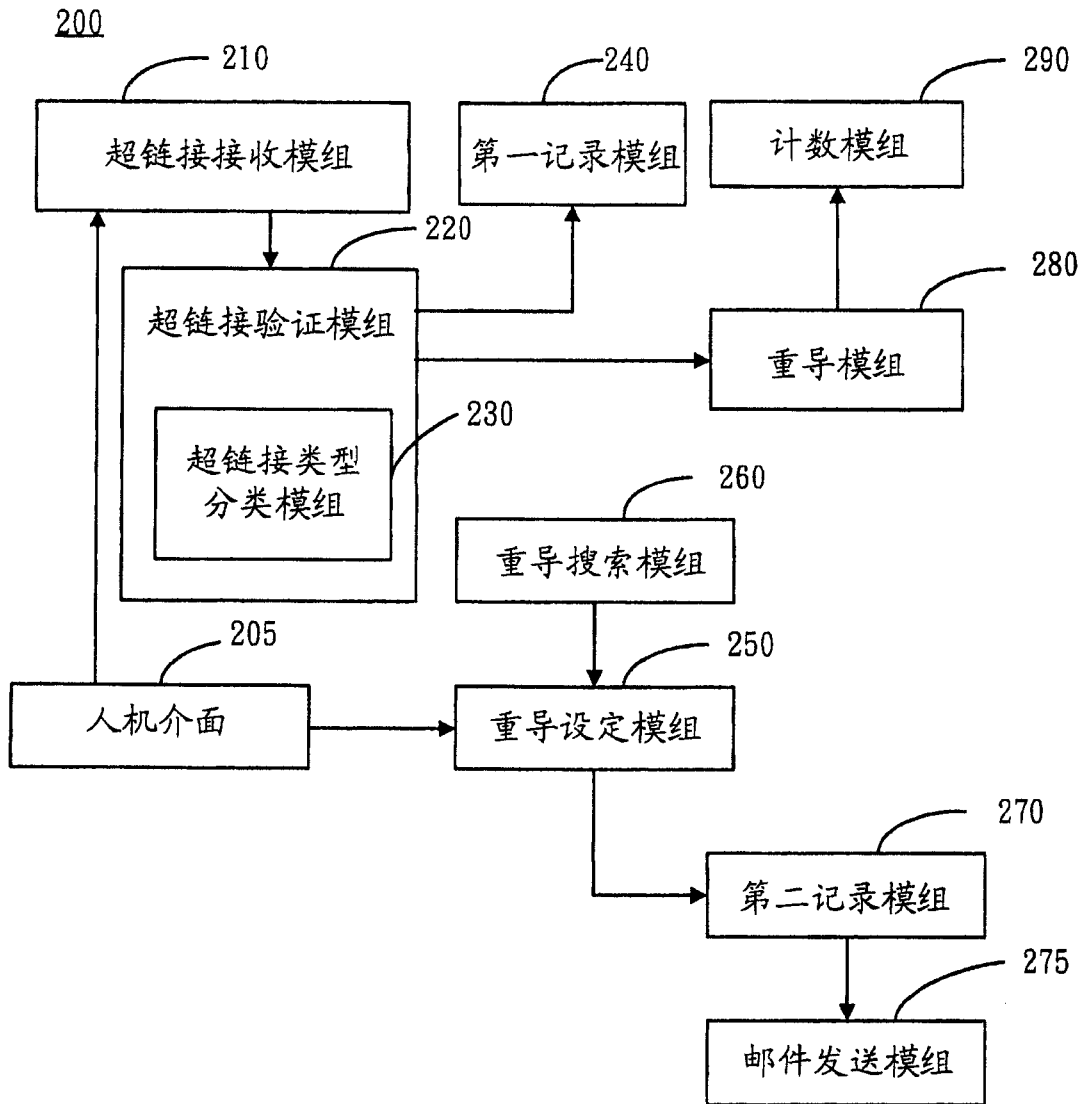 200
210
超链接接收模组
240
第一记录模组
290
计数模组
220
超链接验证模组
280
重导模组
230
超链接类型
分类模组
260
重导搜索模组
205
人机介面
250
重导设定模组
270
第二记录模组
275
邮件发送模组